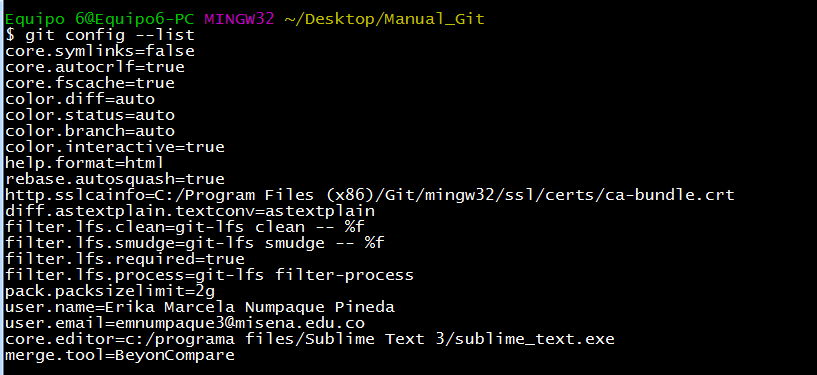 Equipo 6@Equipo6-PC MINGW32 ~/Desktop/Manual_Git
$ git config --list
core.symlinks=false
core.autocrlf=true
core.fscache=true
color.diff=auto
color.status=auto
color.branch=auto
color.interactive=true
help.format=html
rebase.autosquash=true
http.sslcainfo=C:/Program Files (x86)/Git/mingw32/ssl/certs/ca-bundle.crt
diff.astextplain.textconv=astextplain
filter.lfs.clean=git-lfs clean -- %f
filter.lfs.smudge=git-lfs smudge -- %f
filter.lfs.required=true
filter.lfs.process=git-lfs filter-process
pack.packsizelimit=2g
user.name=Erika Marcela Numpaque Pineda
user.email=emnumpaque3@misena.edu.co
core.editor=c:/programa files/Sublime Text 3/sublime_text.exe
merge.tool=BeyonCompare